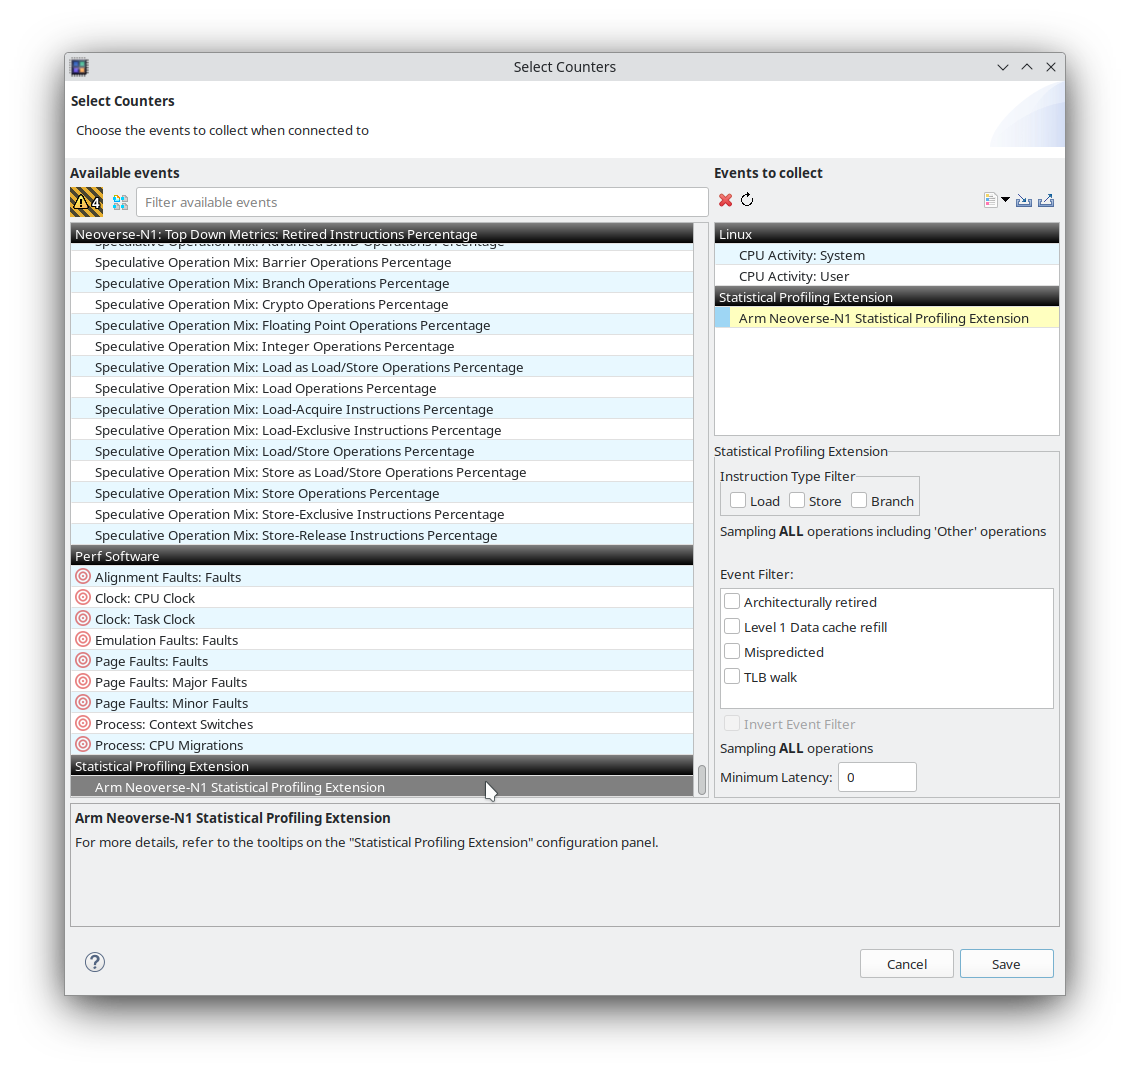 Select Counters
Select Counters
Choose the events to collect when connected to
Available events
4
Filter available events
Neoverse-N1: Top Down Metrics: Retired Instructions Percentage
Speculative Operation Mix: Advanced SIMD Operations Percentage
Speculative Operation Mix: Barrier Operations Percentage
Speculative Operation Mix: Branch Operations Percentage
Speculative Operation Mix: Crypto Operations Percentage
Speculative Operation Mix: Floating Point Operations Percentage
Speculative Operation Mix: Integer Operations Percentage
Speculative Operation Mix: Load as Load/Store Operations Percentage
Speculative Operation Mix: Load Operations Percentage
Speculative Operation Mix: Load-Acquire Instructions Percentage
Speculative Operation Mix: Load-Exclusive Instructions Percentage
Speculative Operation Mix: Load/Store Operations Percentage
Speculative Operation Mix: Store as Load/Store Operations Percentage
Speculative Operation Mix: Store Operations Percentage
Speculative Operation Mix: Store-Exclusive Instructions Percentage
Speculative Operation Mix: Store-Release Instructions Percentage
Perf Software
Alignment Faults: Faults
Clock: CPU Clock
Clock: Task Clock
Emulation Faults: Faults
Page Faults: Faults
Page Faults: Major Faults
Page Faults: Minor Faults
Process: Context Switches
Process: CPU Migrations
Statistical Profiling Extension
Arm Neoverse-N1 Statistical Profiling Extension
Events to collect
Linux
CPU Activity: System
CPU Activity: User
Statistical Profiling Extension
Arm Neoverse-N1 Statistical Profiling Extension
Statistical Profiling Extension
Instruction Type Filter
Load Store Branch
Sampling ALL operations including 'Other' operations
Event Filter:
Architecturally retired
Level 1 Data cache refill
Mispredicted
TLB walk
Invert Event Filter
Sampling ALL operations
Minimum Latency: 0
Arm Neoverse-N1 Statistical Profiling Extension
For more details, refer to the tooltips on the "Statistical Profiling Extension" configuration panel.
?
Cancel Save